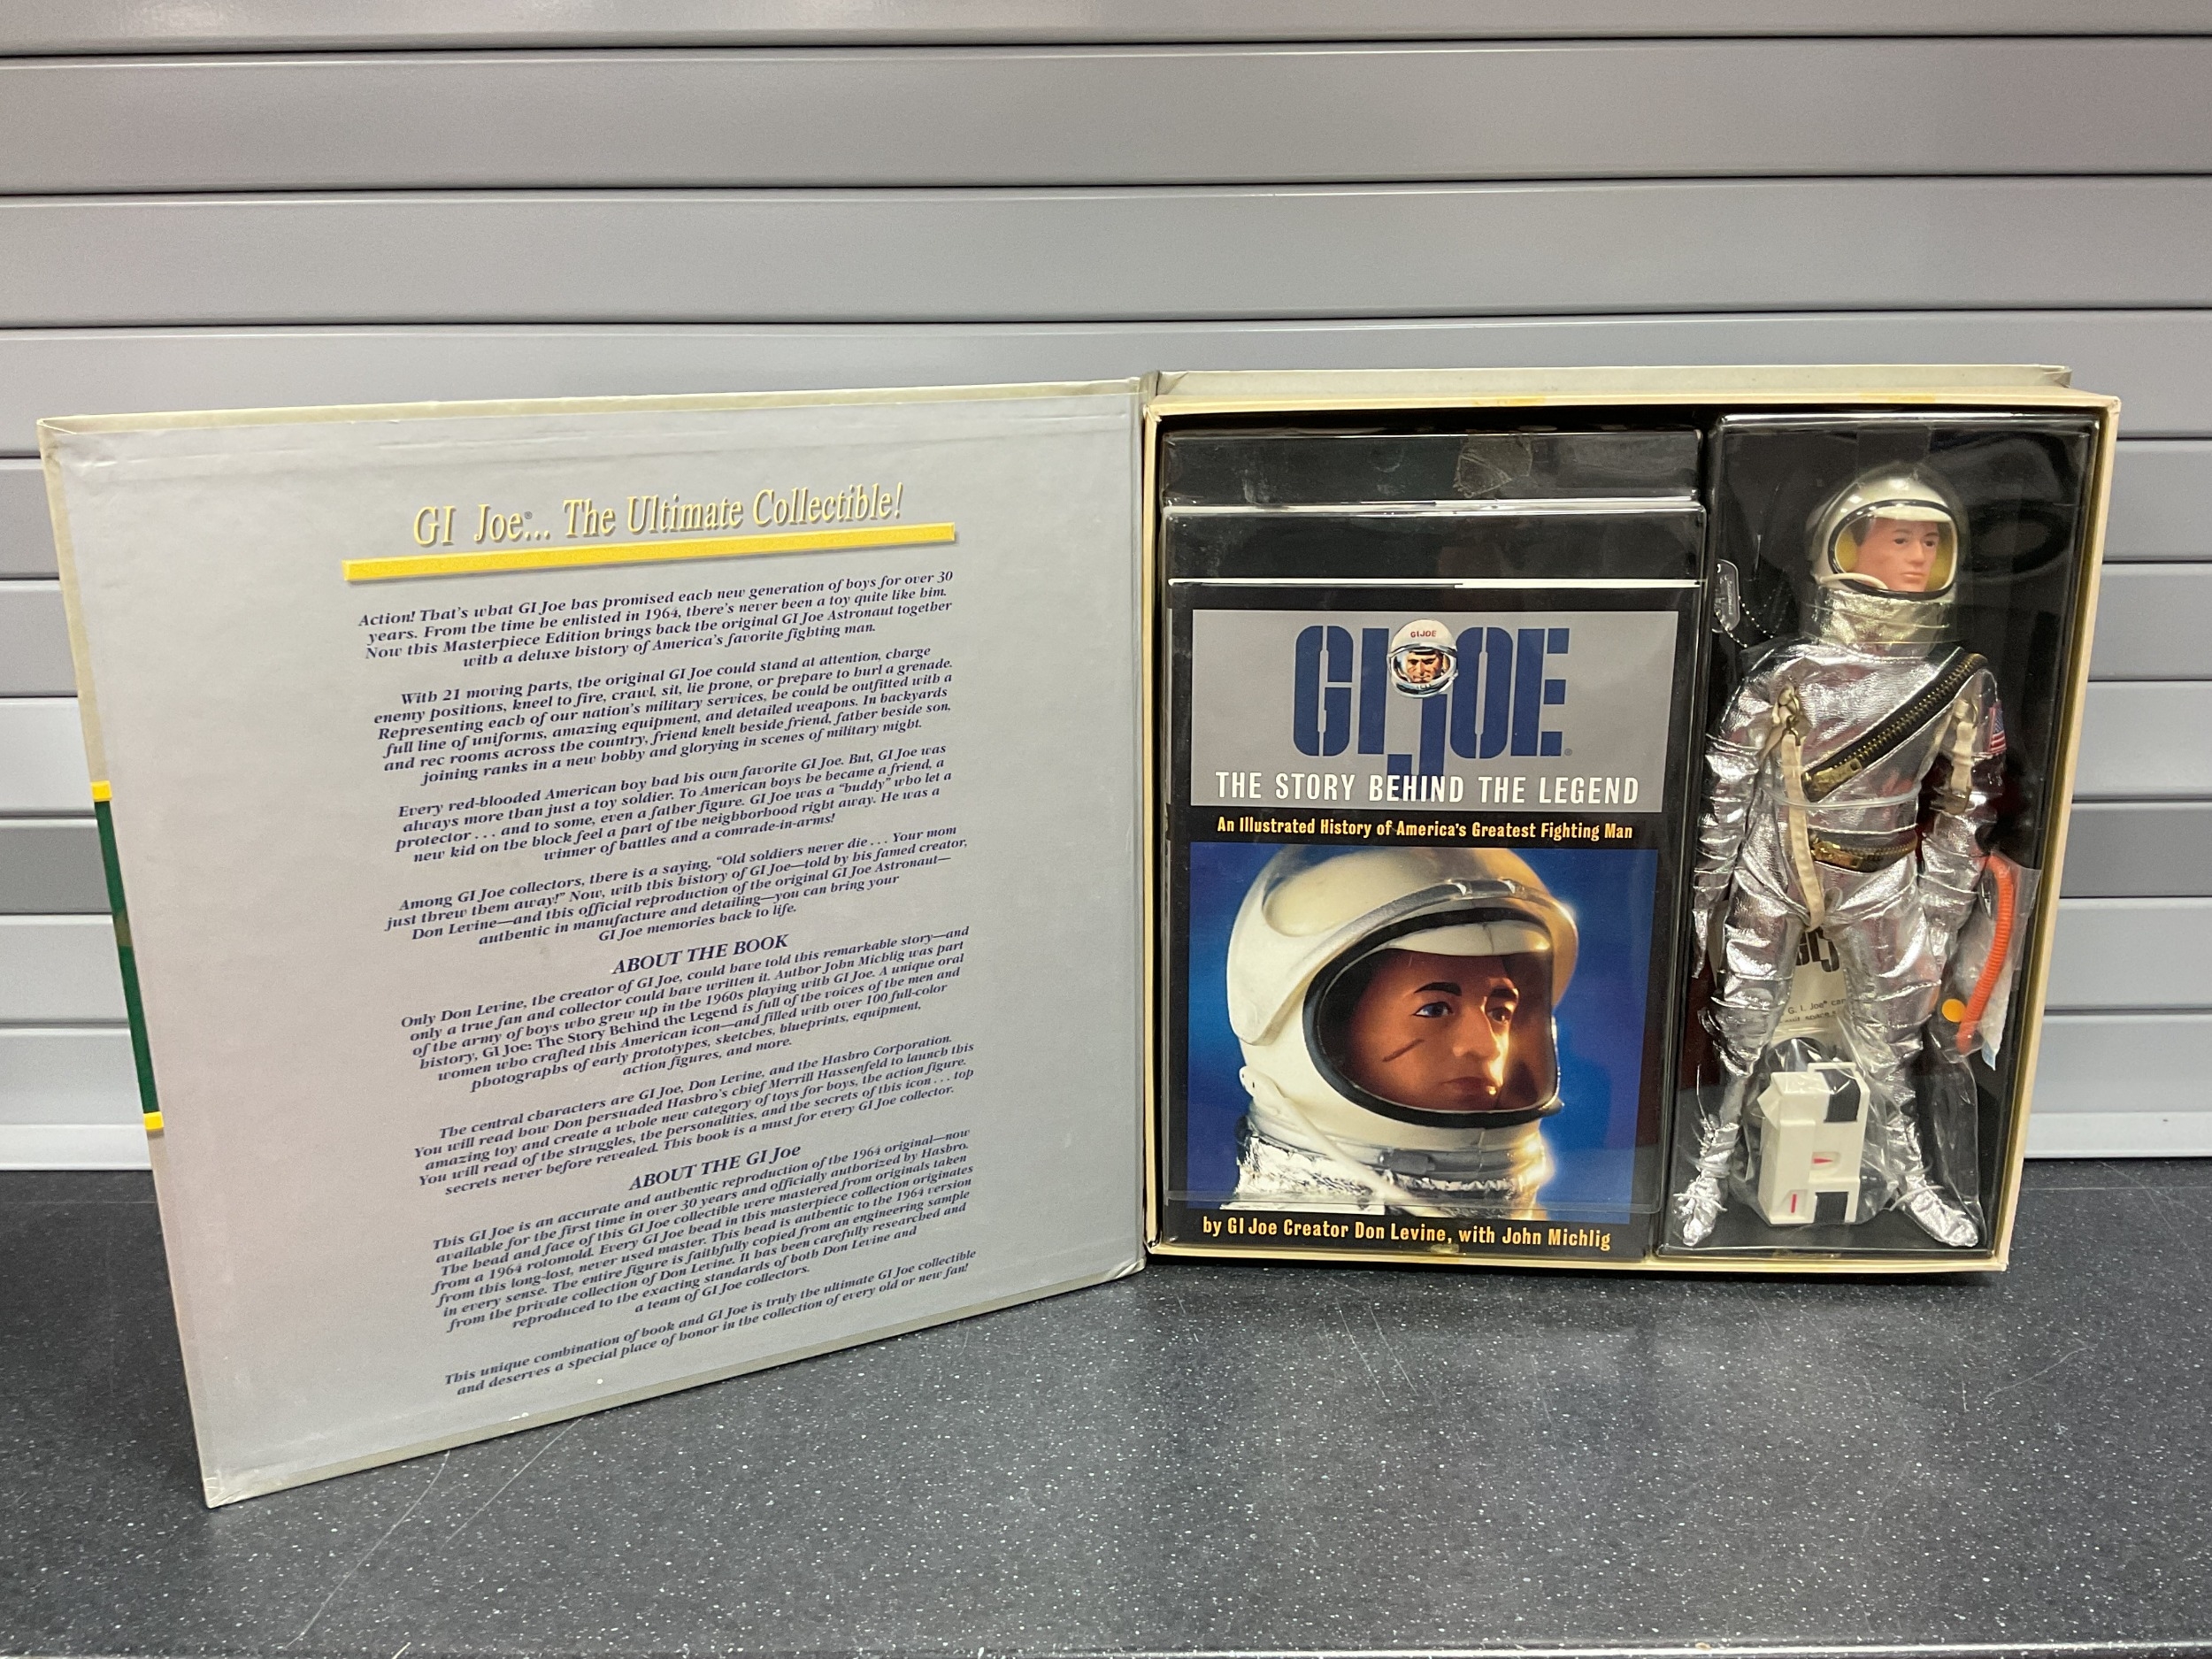 GI Joe®... The Ultimate Collectible!
Action! That's what GI Joe has promised each new generation of boys for over 30
years. From the time he enlisted in 1964, there's never been a toy quite like him.
Now this Masterpiece Edition brings back the original GI Joe Astronaut together
with a deluxe history of America's favorite fighting man.
With 21 moving parts, the original GI Joe could stand at attention, charge
enemy positions, kneel to fire, crawl, sit, lie prone, or prepare to hurl a grenade.
Representing each of our nation's military services, he could be outfitted with a
full line of uniforms, amazing equipment, and detailed weapons. In backyards
and rec rooms across the country, friend knelt beside friend, father beside son,
joining ranks in a new hobby and glorying in scenes of military might.
Every red-blooded American boy had his own favorite GI Joe. But, GI Joe was
always more than just a toy soldier. To American boys he became a friend, a
protector . . . and to some, even a father figure. GI Joe was a "buddy" who let a
new kid on the block feel a part of the neighborhood right away. He was a
winner of battles and a comrade-in-arms!
Among GI Joe collectors, there is a saying, "Old soldiers never die . . . Your mom
just threw them away!" Now, with this history of GI Joe—told by his famed creator,
Don Levine—and this official reproduction of the original GI Joe Astronaut—
authentic in manufacture and detailing—you can bring your
GI Joe memories back to life.
ABOUT THE BOOK
Only Don Levine, the creator of GI Joe, could have told this remarkable story—and
only a true fan and collector could have written it. Author John Michlig was part
of the army of boys who grew up in the 1960s playing with GI Joe. A unique oral
history, GI Joe: The Story Behind the Legend is full of the voices of the men and
women who crafted this American icon—and filled with over 100 full-color
photographs of early prototypes, sketches, blueprints, equipment,
action figures, and more.
The central characters are GI Joe, Don Levine, and the Hasbro Corporation.
You will read how Don persuaded Hasbro's chief Merrill Hassenfeld to launch this
amazing toy and create a whole new category of toys for boys, the action figure.
You will read of the struggles, the personalities, and the secrets of this icon . . . top
secrets never before revealed. This book is a must for every GI Joe collector.
ABOUT THE GI Joe
This GI Joe is an accurate and authentic reproduction of the 1964 original—now
available for the first time in over 30 years and officially authorized by Hasbro.
The head and face of this GI Joe collectible were mastered from originals taken
from a 1964 rotomold. Every GI Joe head in this masterpiece collection originates
from this long-lost, never used master. This head is authentic to the 1964 version
in every sense. The entire figure is faithfully copied from an engineering sample
from the private collection of Don Levine. It has been carefully researched and
reproduced to the exacting standards of both Don Levine and
a team of GI Joe collectors.
This unique combination of book and GI Joe is truly the ultimate GI Joe collectible
and deserves a special place of honor in the collection of every old or new fan!
GI JOE
GI JOE®
THE STORY BEHIND THE LEGEND
An Illustrated History of America's Greatest Fighting Man
by GI Joe Creator Don Levine, with John Michlig
G. I. Joe®